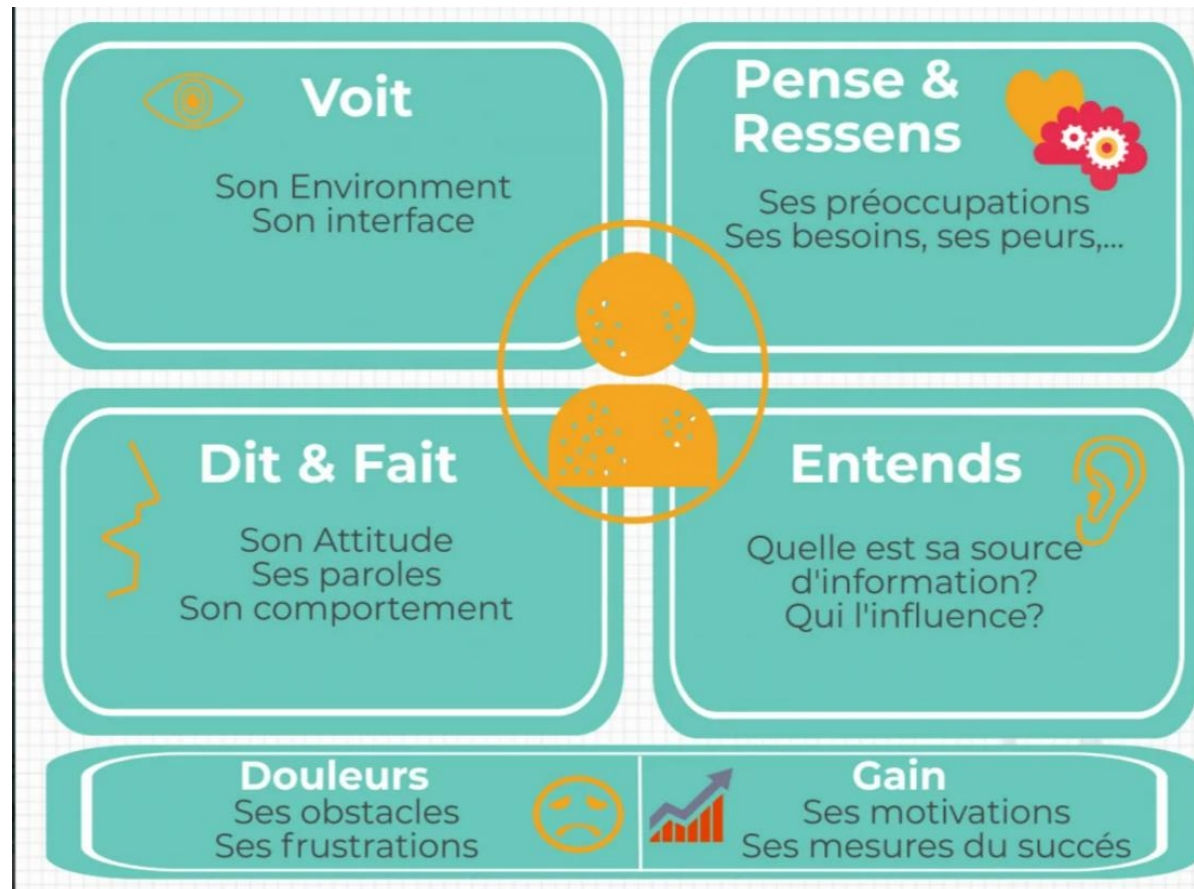 Voit
Son Environment
Son interface
Pense &
Ressens
Ses préoccupations
Ses besoins, ses peurs,...
Dit & Fait
Son Attitude
Ses paroles
Son comportement
Entends
Quelle est sa source
d'information?
Qui l'influence?
Douleurs
Ses obstacles
Ses frustrations
Gain
Ses motivations
Ses mesures du succés